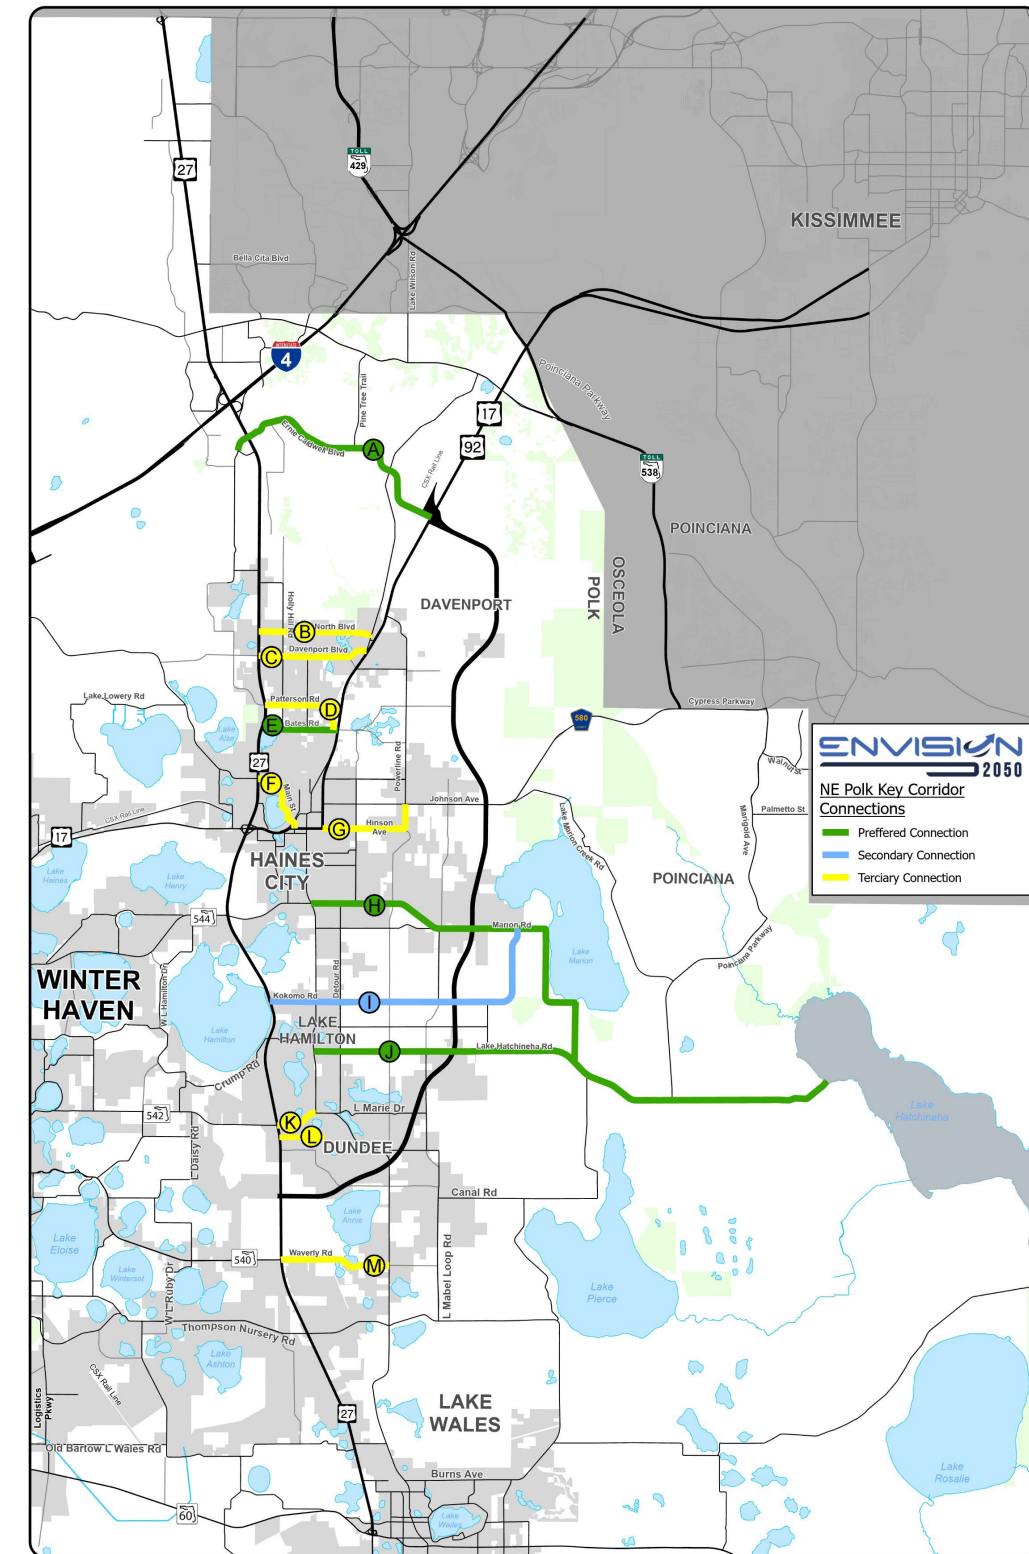 27
TOLL
429
KISSIMMEE
Bella Cita Blvd
Lake Wilson Rd
INTERSTATE
4
Poinciana Parkway
Pine Tree Trail
17
Ernie Caldwell Blvd
A
92
CSX Rail Line
TOLL
538
POINCIANA
OSCEOLA
POLK
DAVENPORT
Holly Hill Rd
B
North Blvd
C
Davenport Blvd
Lake Lowery Rd
Patterson Rd
D
Cypress Parkway
E
Bates Rd
580
Lake
Alse
Powerline Rd
27
ENVISION
2050
Walnut St
F
Main St
NE Polk Key Corridor
Connections
Johnson Ave
CSX Rail Line
Lake Marion Creek Rd
Marigold Ave
Palmetto St
17
G
Hinson
Ave
Preffered Connection
Secondary Connection
Terciary Connection
HAINES
CITY
Lake
Haines
Lake
Henry
POINCIANA
544
H
Marion Rd
Lake
Marion
Poinciana Parkway
WINTER
HAVEN
W L Hamilton Dr
Detour Rd
Kokomo Rd
I
Lake
Hamilton
LAKE
HAMILTON
J
Lake Hatchineha Rd
Crump Rd
542
L Marie Dr
K
L
DUNDEE
Lake
Hatchineha
L Daisy Rd
Canal Rd
Lake
Annie
Lake
Eloise
540
Waverly Rd
M
L Mabel Loop Rd
Lake
Winterset
W L Ruby Dr
Lake
Pierce
Thompson Nursery Rd
Lake
Ashton
CSX Rail Line
Logistics
Pkwy
27
LAKE
WALES
Old Bartow L Wales Rd
Burns Ave
Lake
Rosalie
60
Lake
Wailes